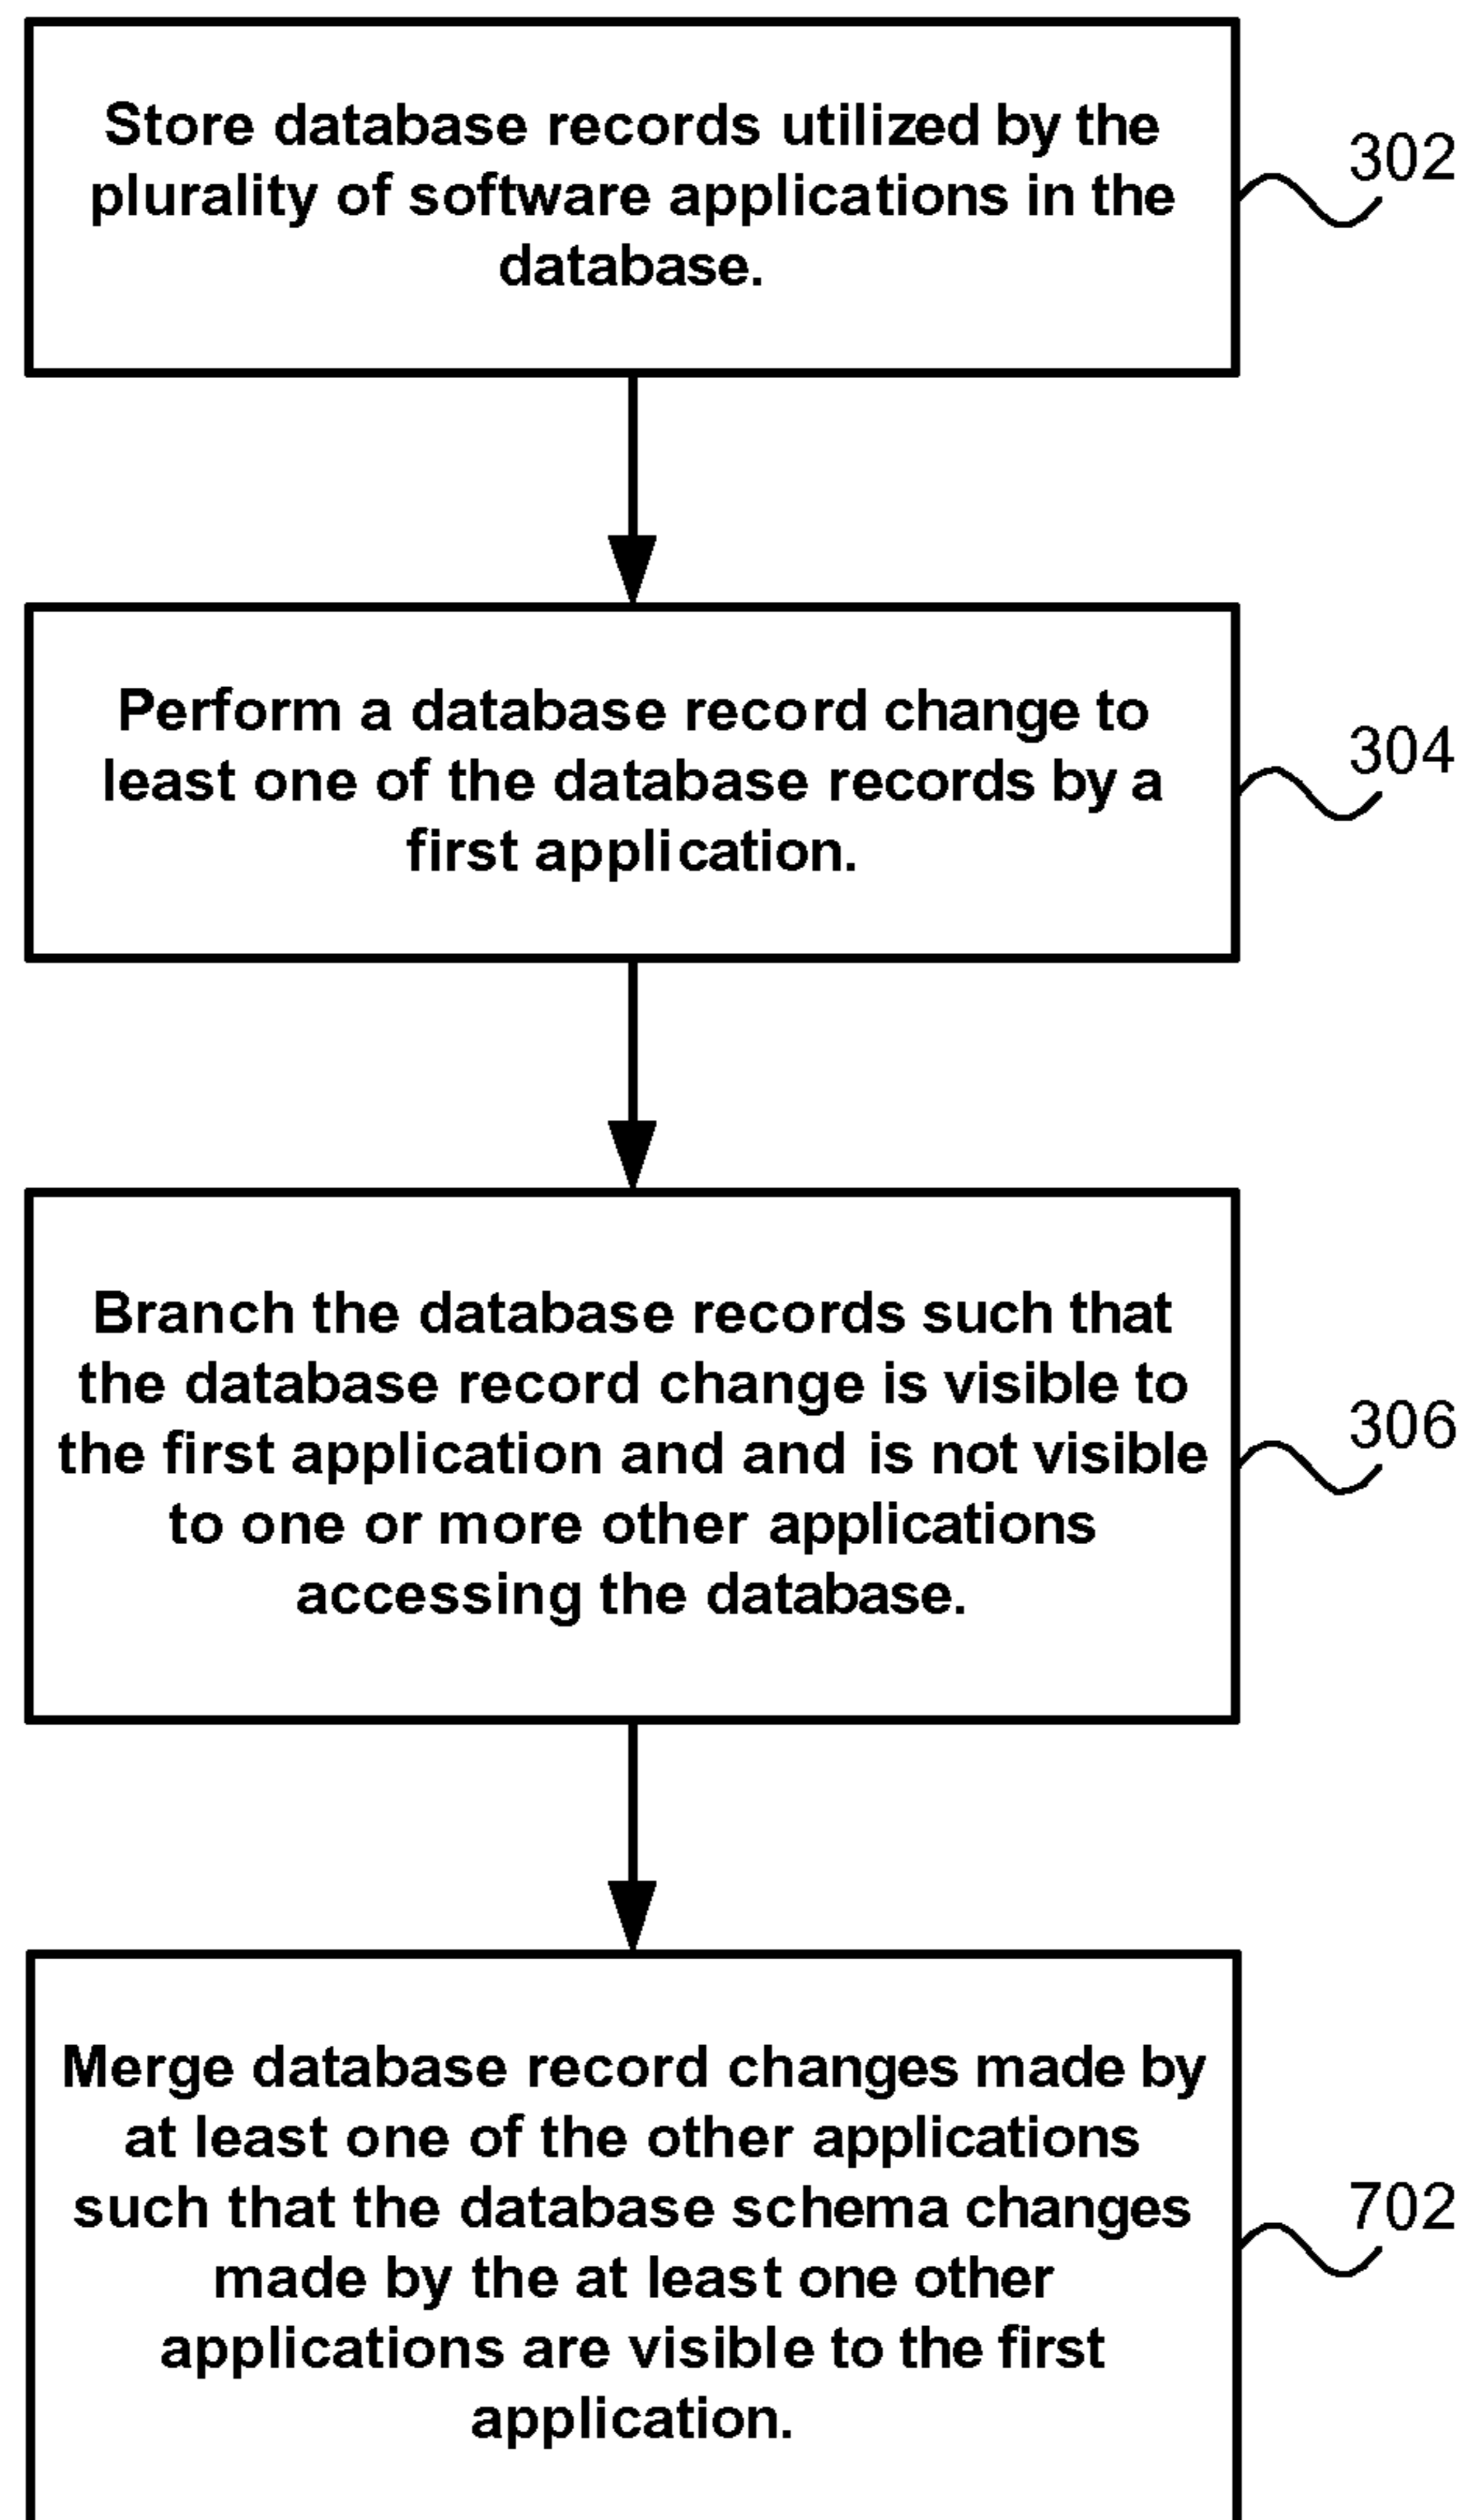 Store database records utilized by the
plurality of software applications in the
database.
302
Perform a database record change to
least one of the database records by a
first application.
304
Branch the database records such that
the database record change is visible to
the first application and and is not visible
to one or more other applications
accessing the database.
306
Merge database record changes made by
at least one of the other applications
such that the database schema changes
made by the at least one other
applications are visible to the first
application.
702